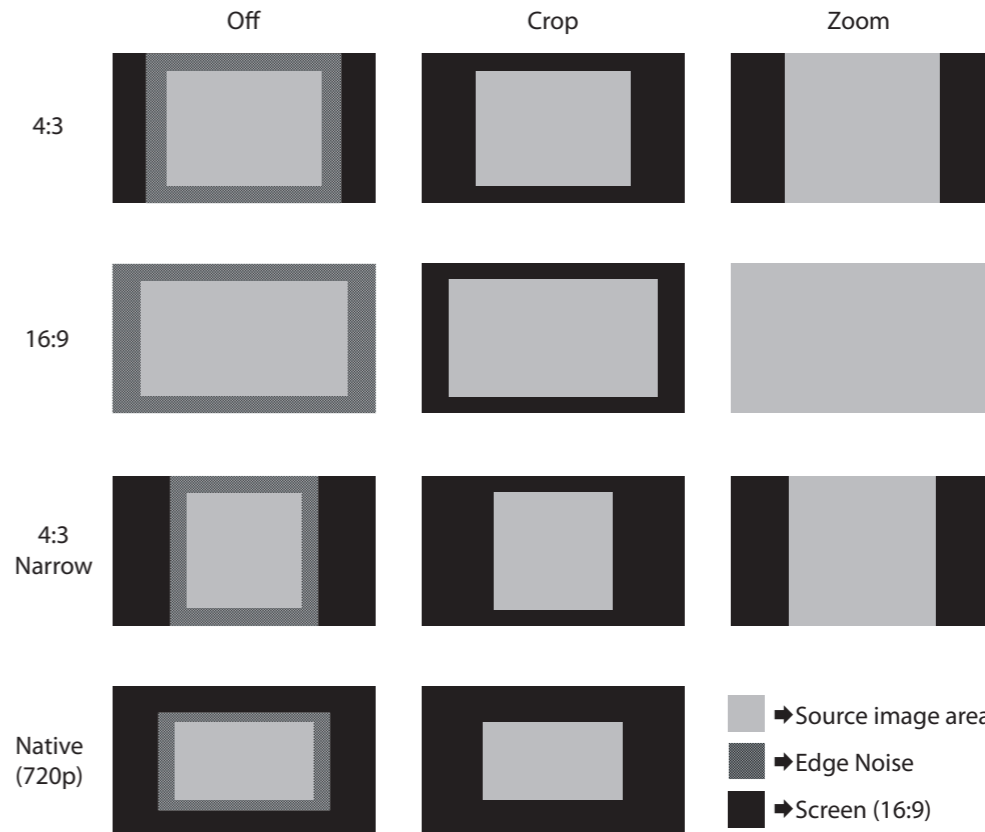 Off Crop Zoom
4:3
16:9
4:3
Narrow
Native
(720p)
➡Source image area
➡Edge Noise
➡Screen (16:9)